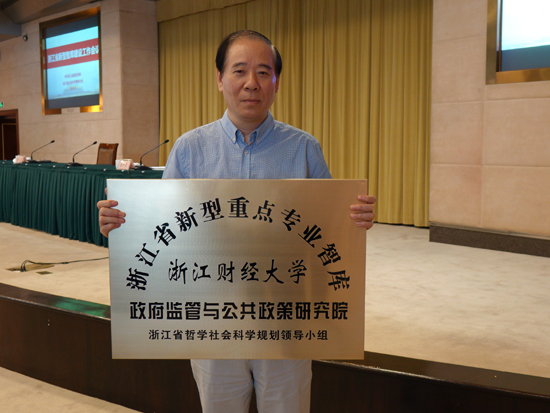 浙江省新型重点专业智库
浙江财经大学
政府监管与公共政策研究院
浙江省哲学社会科学规划领导小组